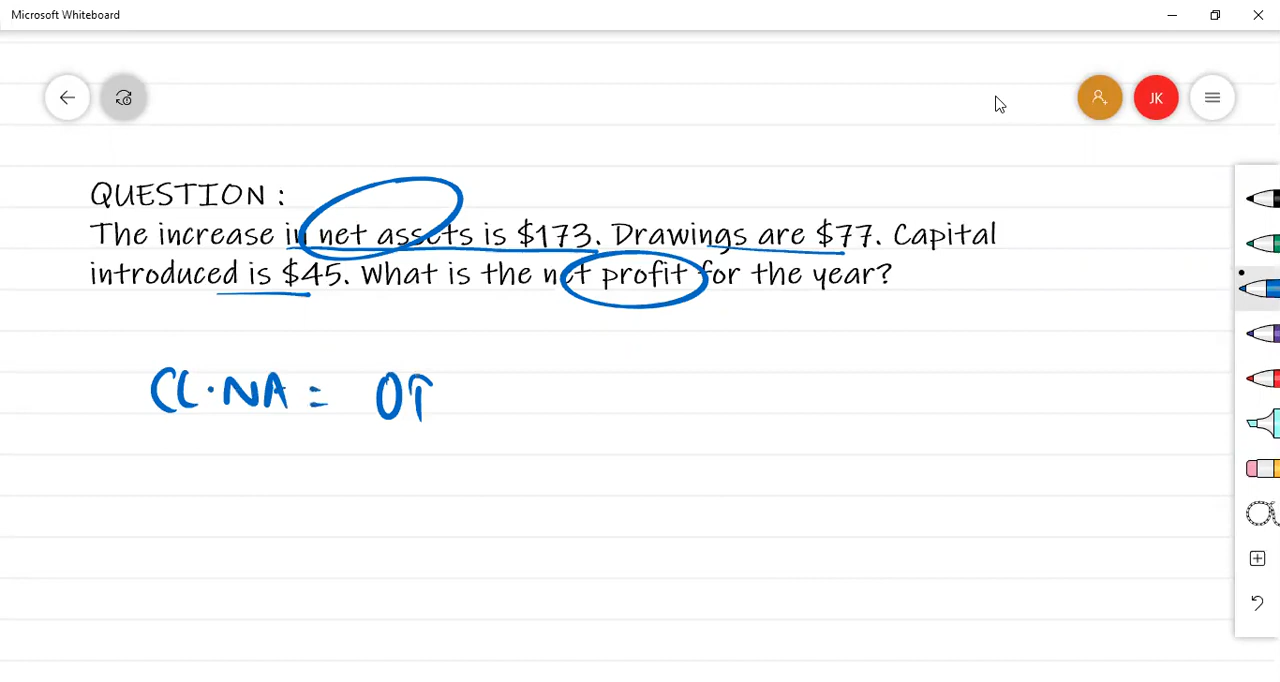 Microsoft Whiteboard
JK
QUESTION :
The increase in net assets is $173. Drawings are $77. Capital
introduced is $45. What is the net profit for the year?
CL.NA = OP